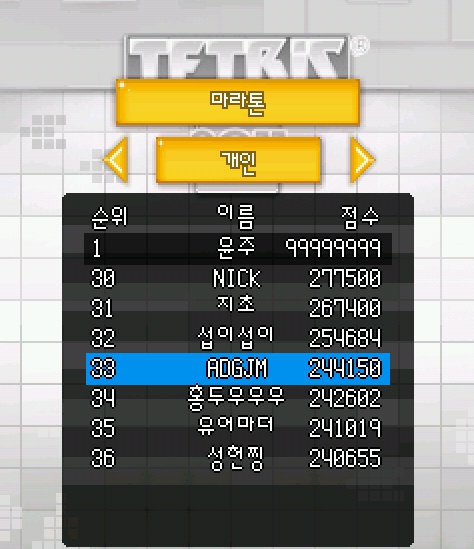 TETRIS®
마라톤
개인
순위 이름 점수
1 윤주 99999999
30 NICK 277500
31 지초 267400
32 섭이섭이 254684
33 ADGJM 244150
34 홍두우우우 242602
35 유어마더 241019
36 성헌찡 240655